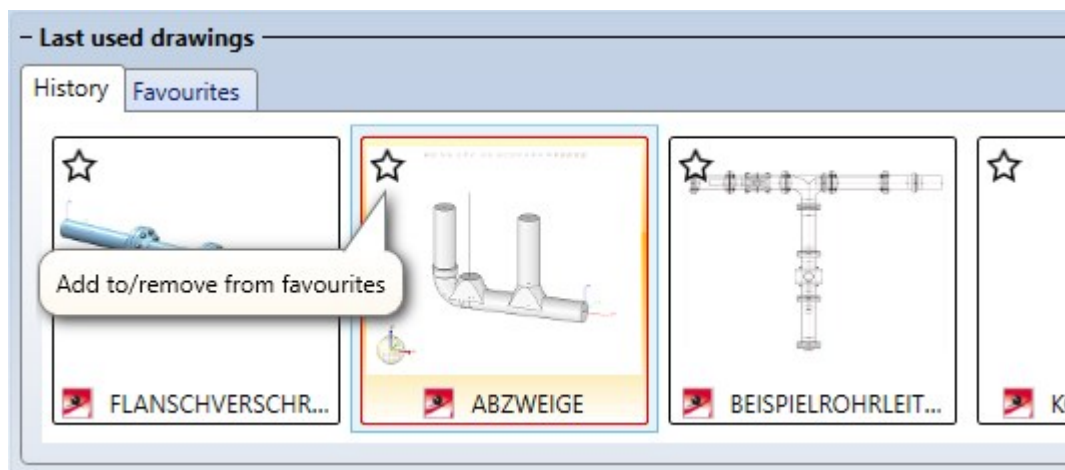 Last used drawings
History
Favourites
Add to/remove from favourites
FLANSCHVERSCHR...
ABZWEIGE
BEISPIELROHRLEIT...